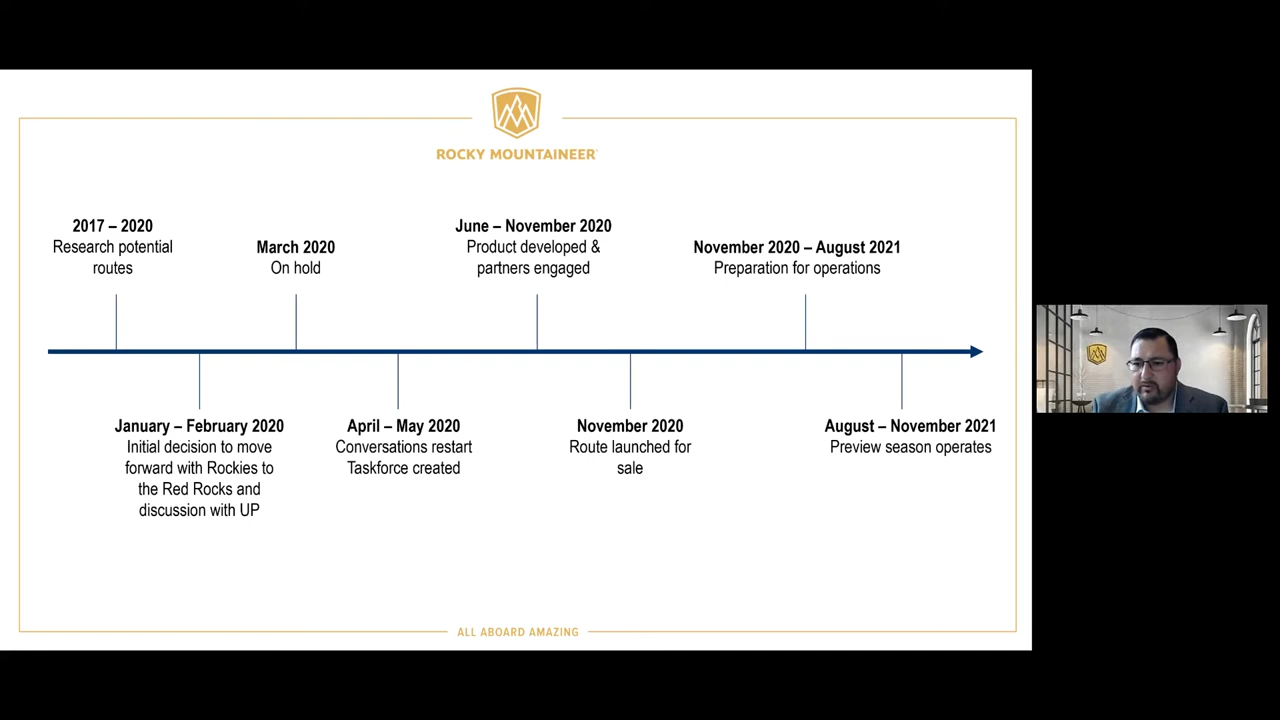 ROCKY MOUNTAINEER
2017 – 2020
Research potential
routes
March 2020
On hold
June – November 2020
Product developed &
partners engaged
November 2020 – August 2021
Preparation for operations
January – February 2020
Initial decision to move
forward with Rockies to
the Red Rocks and
discussion with UP
April – May 2020
Conversations restart
Taskforce created
November 2020
Route launched for
sale
August – November 2021
Preview season operates
ALL ABOARD AMAZING